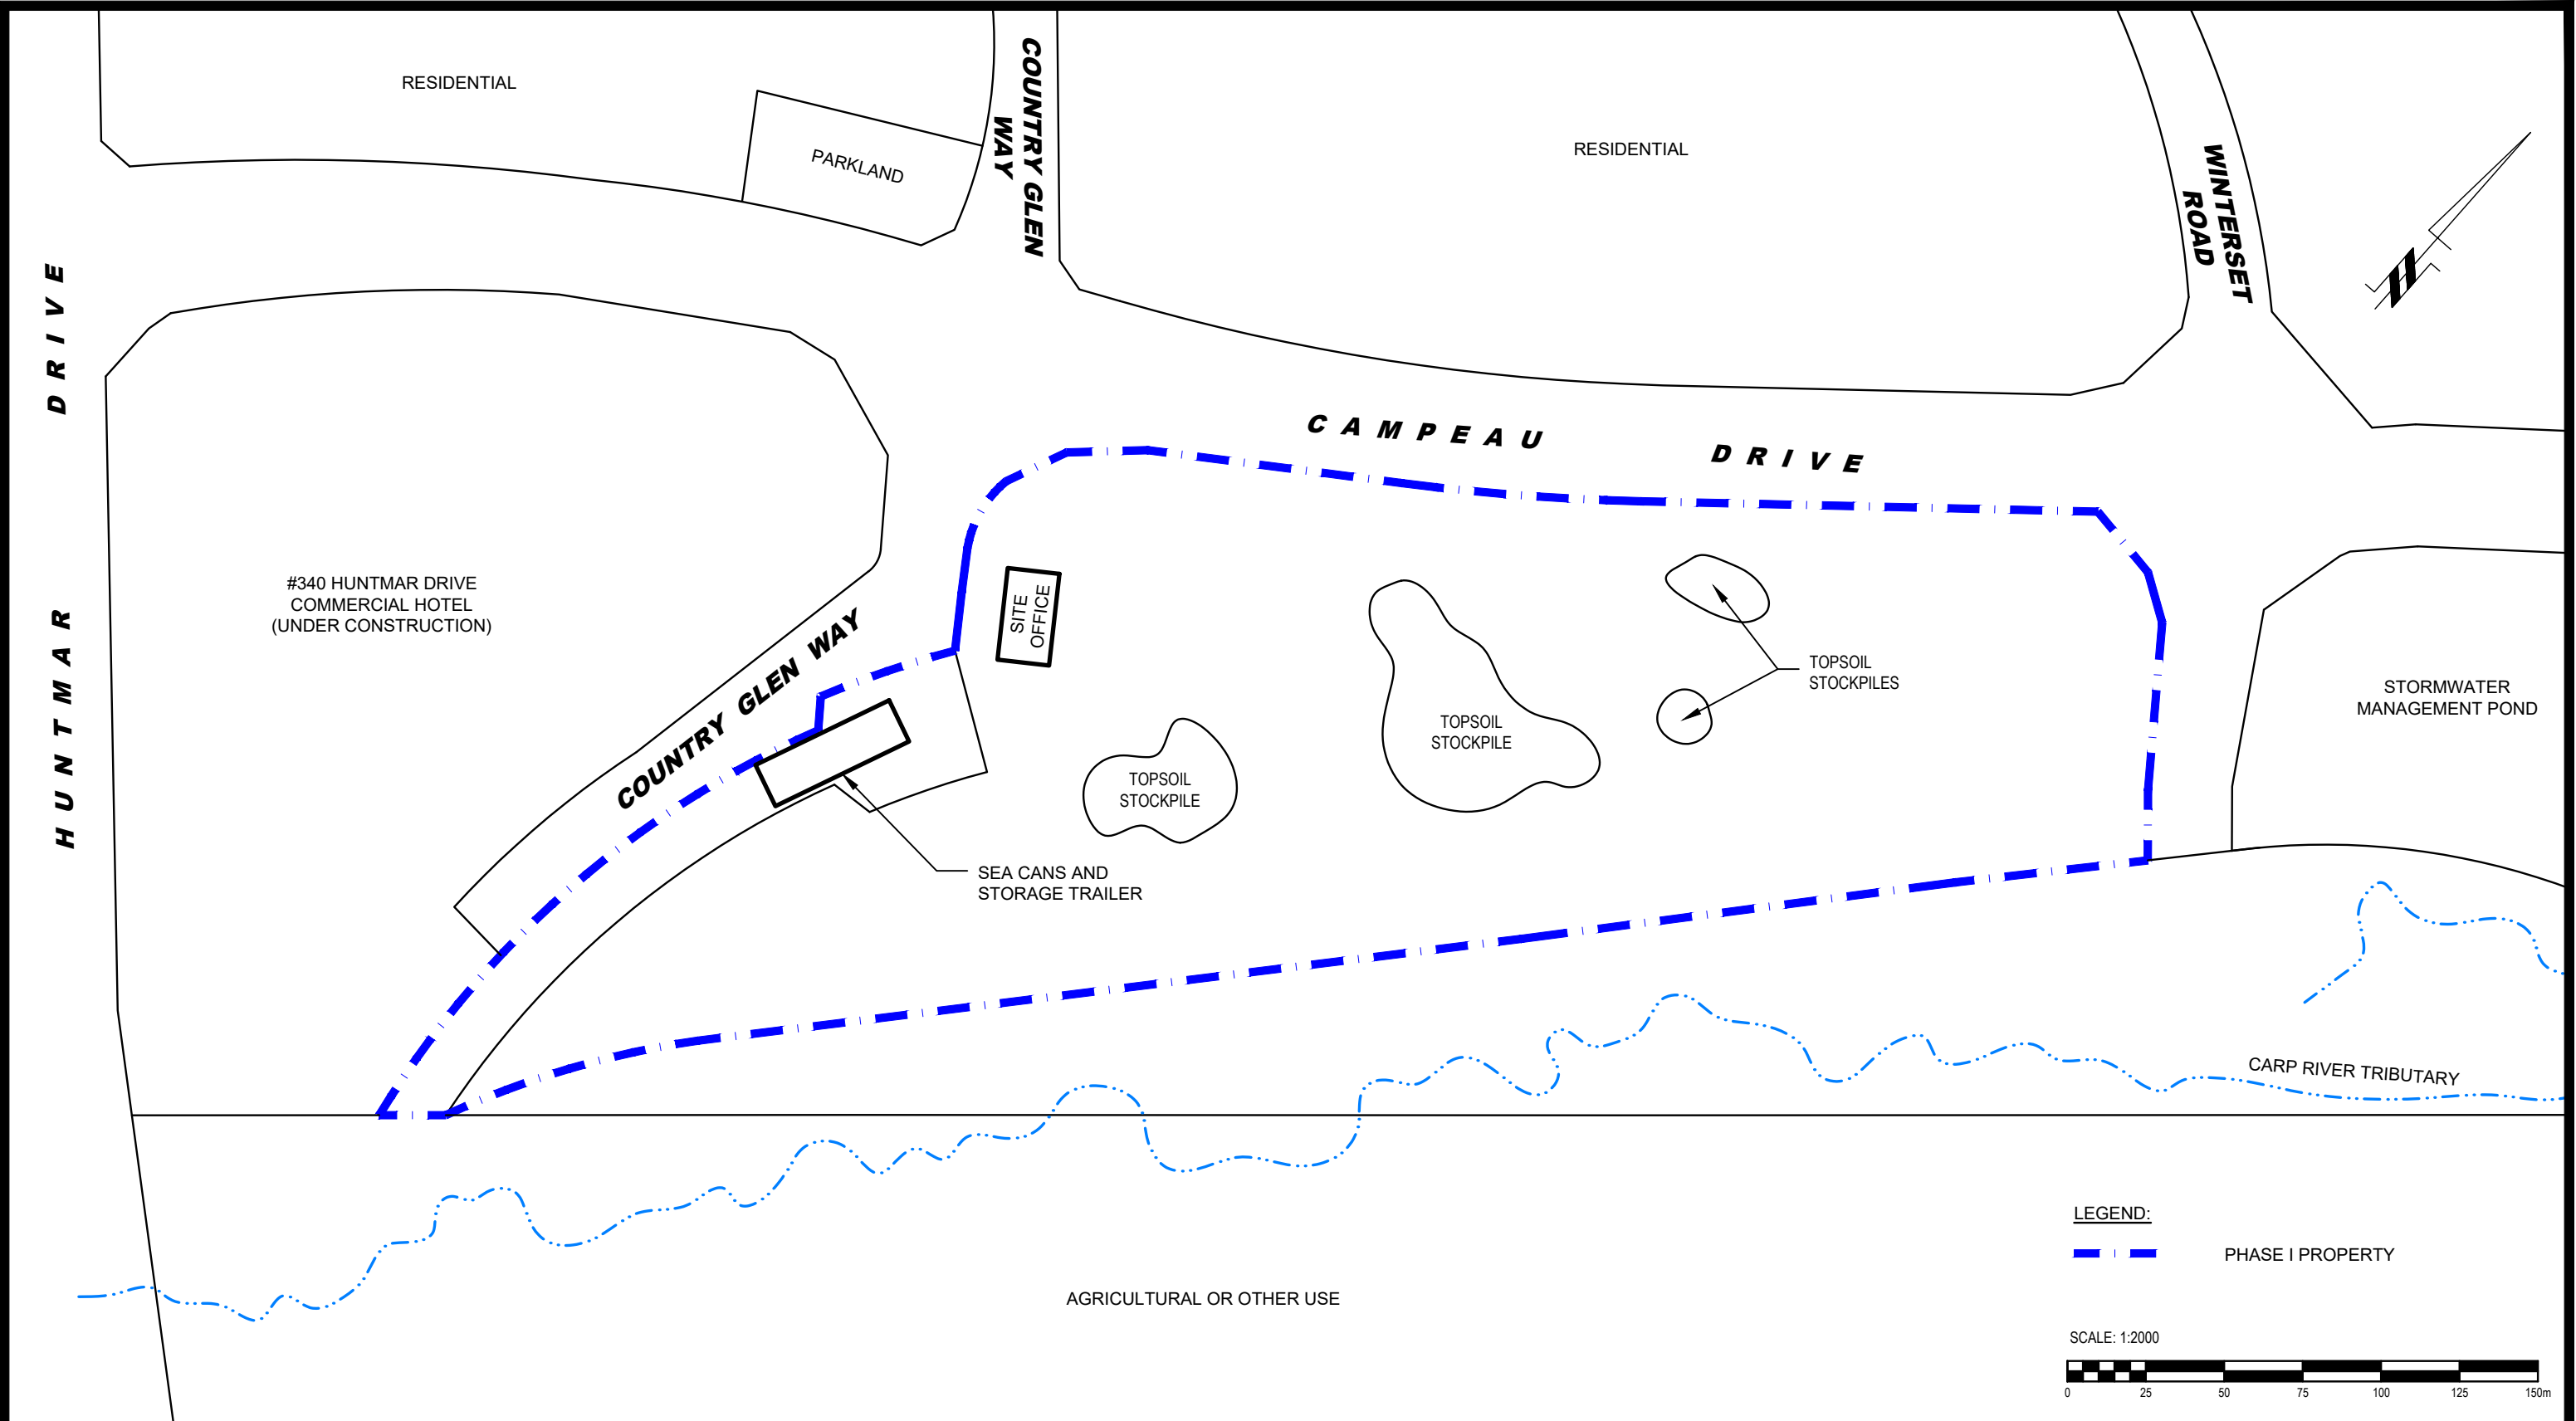 RESIDENTIAL
PARKLAND
COUNTRY GLEN
WAY
RESIDENTIAL
WINTERSET
ROAD
HUNTMAR DRIVE
CAMPEAU DRIVE
#340 HUNTMAR DRIVE
COMMERCIAL HOTEL
(UNDER CONSTRUCTION)
SITE
OFFICE
COUNTRY GLEN WAY
TOPSOIL
STOCKPILES
TOPSOIL
STOCKPILE
TOPSOIL
STOCKPILE
STORMWATER
MANAGEMENT POND
SEA CANS AND
STORAGE TRAILER
CARP RIVER TRIBUTARY
AGRICULTURAL OR OTHER USE
LEGEND:
PHASE I PROPERTY
SCALE: 1:2000
0 25 50 75 100 125 150m